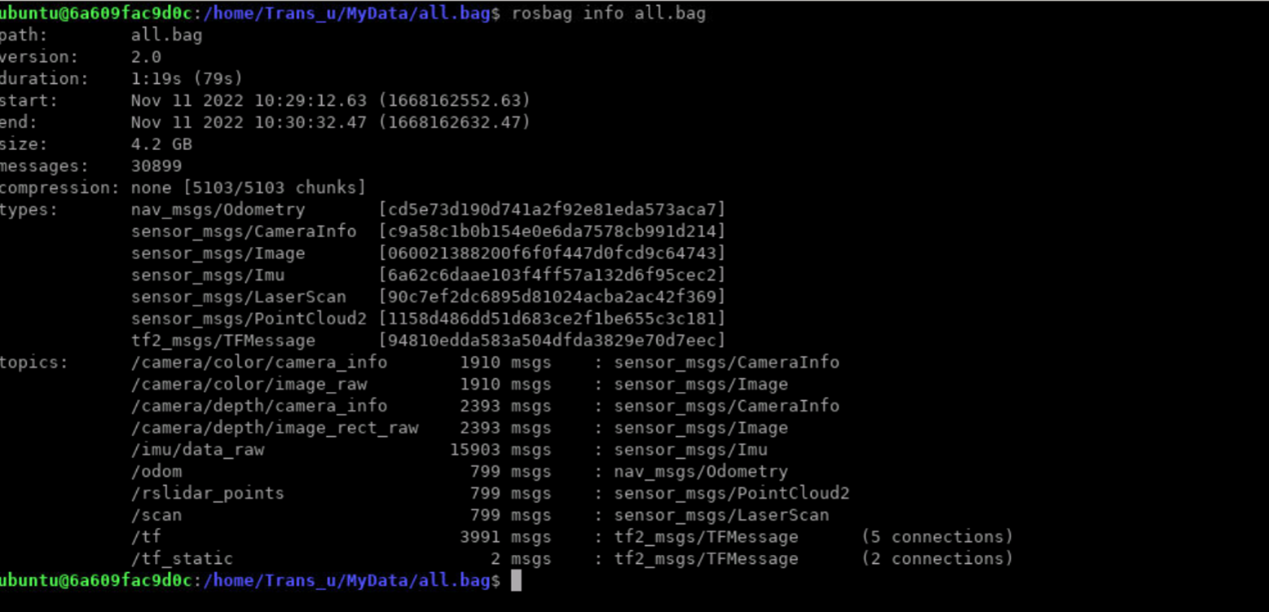 ubuntu@6a609fac9d0c:/home/Trans_u/MyData/all.bag$ rosbag info all.bag
path: all.bag
version: 2.0
duration: 1:19s (79s)
start: Nov 11 2022 10:29:12.63 (1668162552.63)
end: Nov 11 2022 10:30:32.47 (1668162632.47)
size: 4.2 GB
messages: 30899
compression: none [5103/5103 chunks]
types: nav_msgs/Odometry [cd5e73d190d741a2f92e81eda573aca7]
sensor_msgs/CameraInfo [c9a58c1b0b154e0e6da7578cb991d214]
sensor_msgs/Image [060021388200f6f0f447d0fcd9c64743]
sensor_msgs/Imu [6a62c6daae103f4ff57a132d6f95cec2]
sensor_msgs/LaserScan [90c7ef2dc6895d81024acba2ac42f369]
sensor_msgs/PointCloud2 [1158d486dd51d683ce2f1be655c3c181]
tf2_msgs/TFMessage [94810edda583a504dfda3829e70d7eec]
topics: /camera/color/camera_info 1910 msgs : sensor_msgs/CameraInfo
/camera/color/image_raw 1910 msgs : sensor_msgs/Image
/camera/depth/camera_info 2393 msgs : sensor_msgs/CameraInfo
/camera/depth/image_rect_raw 2393 msgs : sensor_msgs/Image
/imu/data_raw 15903 msgs : sensor_msgs/Imu
/odom 799 msgs : nav_msgs/Odometry
/rslidar_points 799 msgs : sensor_msgs/PointCloud2
/scan 799 msgs : sensor_msgs/LaserScan
/tf 3991 msgs : tf2_msgs/TFMessage (5 connections)
/tf_static 2 msgs : tf2_msgs/TFMessage (2 connections)
ubuntu@6a609fac9d0c:/home/Trans_u/MyData/all.bag$